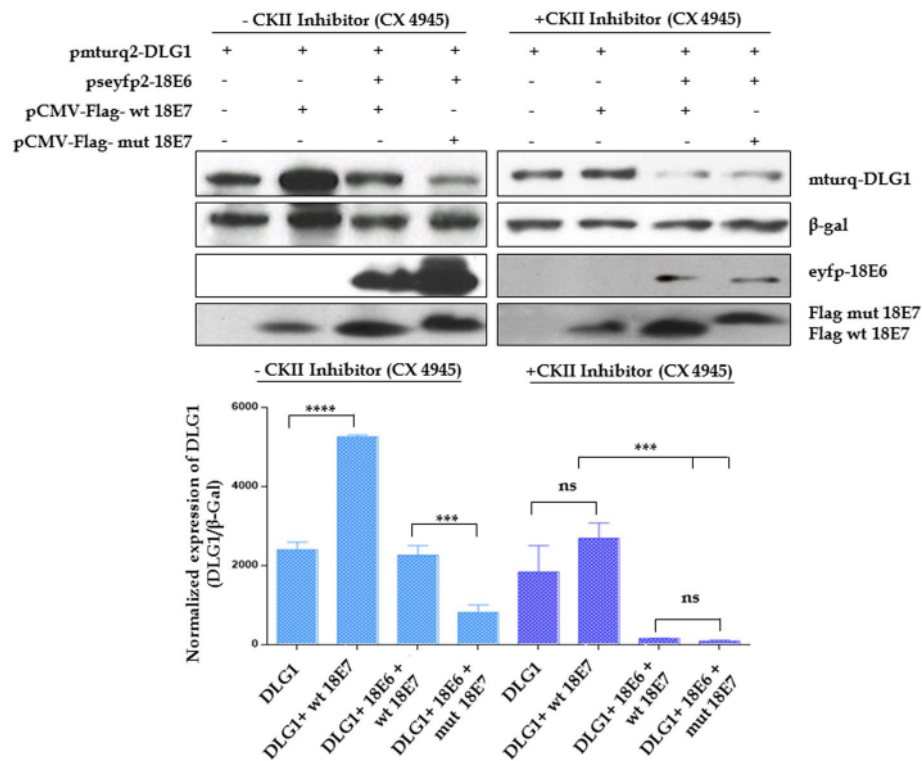 - CKII Inhibitor (CX 4945) +CKII Inhibitor (CX 4945)
pmturq2-DLG1 + + + + + + + +
pseyfp2-18E6 - - + + - - + +
pCMV-Flag- wt 18E7 - + + - - + + -
pCMV-Flag- mut 18E7 - - - + - - - +
mturq-DLG1
β-gal
eyfp-18E6
Flag mut 18E7
Flag wt 18E7
- CKII Inhibitor (CX 4945) +CKII Inhibitor (CX 4945)
Normalized expression of DLG1
(DLG1/β-Gal)
6000
4000
2000
0
****
***
ns
***
ns
DLG1
DLG1+ wt 18E7
DLG1+ 18E6 +
wt 18E7
DLG1+ 18E6 +
mut 18E7
DLG1
DLG1+ wt 18E7
DLG1+ 18E6 +
wt 18E7
DLG1+ 18E6 +
mut 18E7